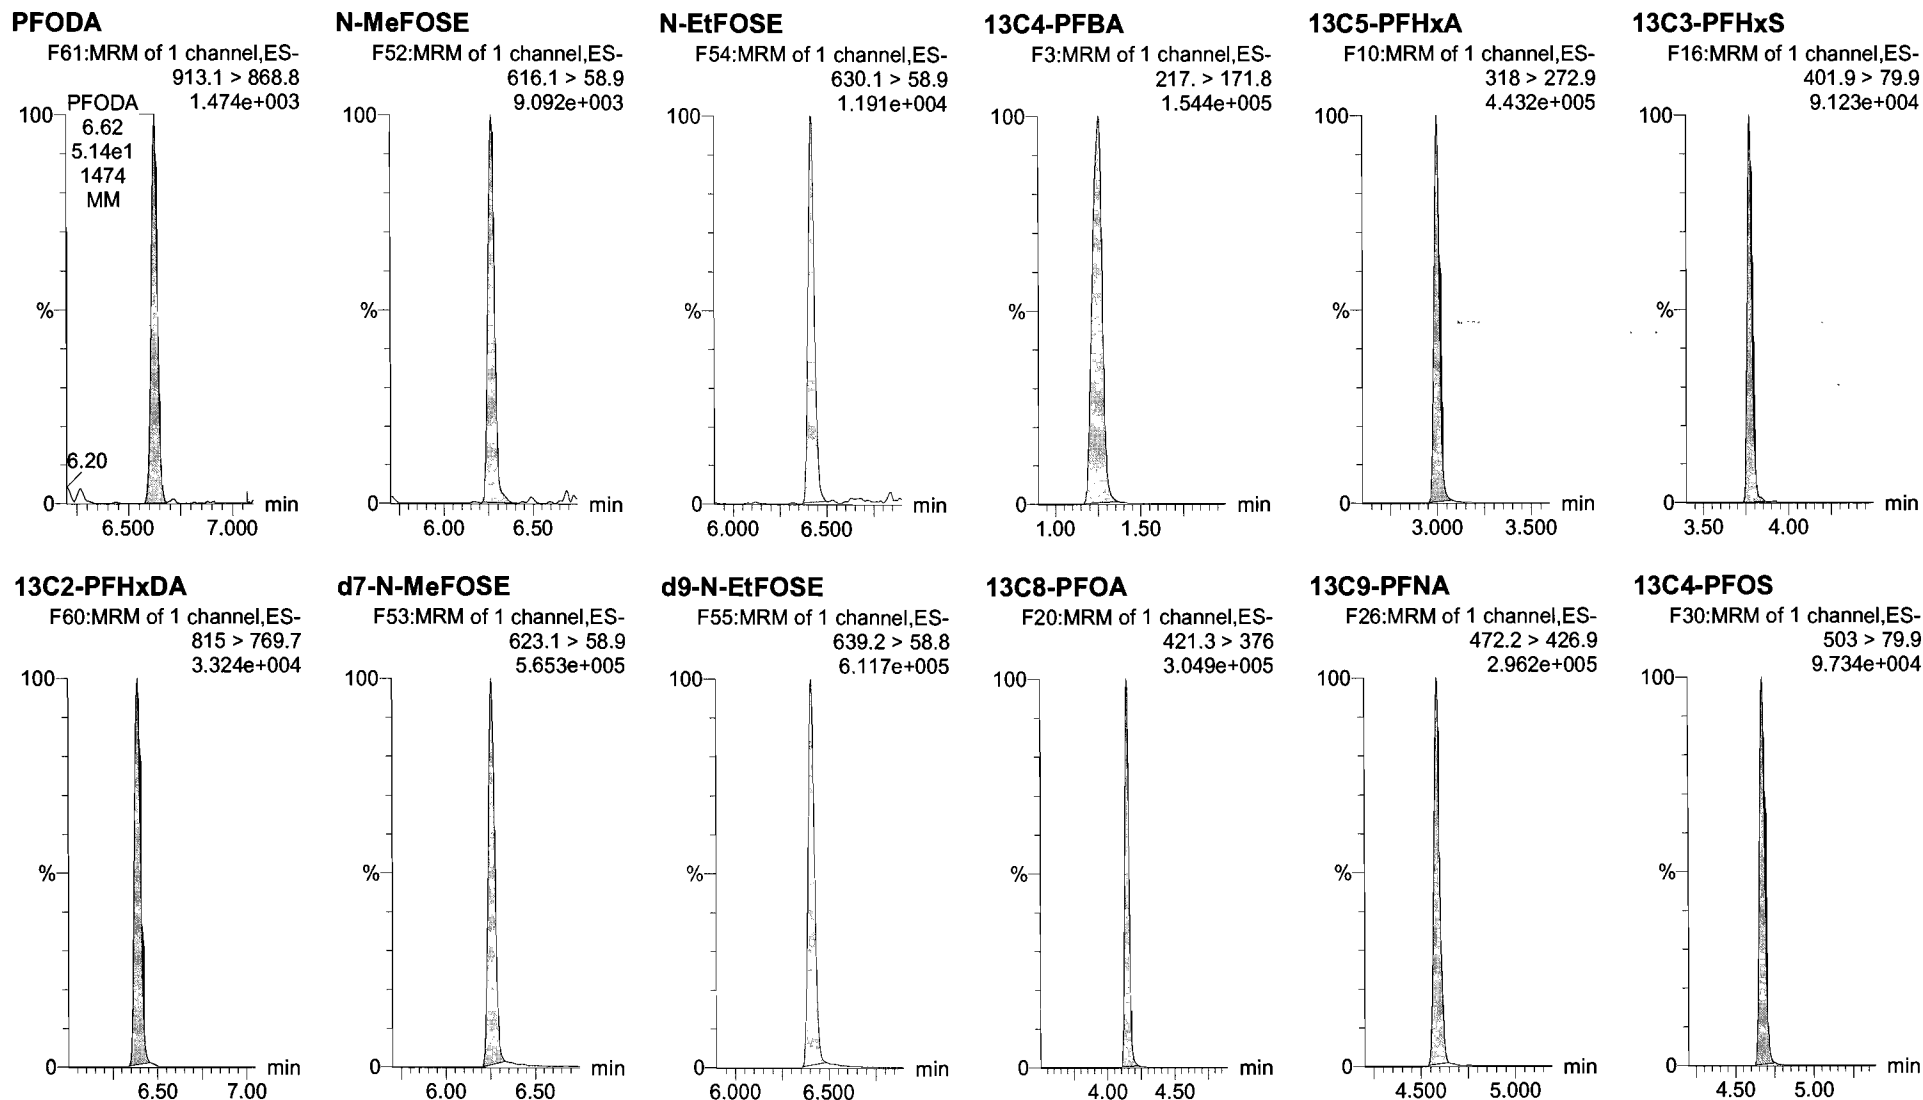 PFODA
F61:MRM of 1 channel,ES-
913.1 > 868.8
1.474e+003
PFODA
6.62
5.14e1
1474
MM
100
%
0
6.20
6.500
7.000
min
N-MeFOSE
F52:MRM of 1 channel,ES-
616.1 > 58.9
9.092e+003
100
%
0
6.00
6.50
min
N-EtFOSE
F54:MRM of 1 channel,ES-
630.1 > 58.9
1.191e+004
100
%
0
6.000
6.500
min
13C4-PFBA
F3:MRM of 1 channel,ES-
217. > 171.8
1.544e+005
100
%
0
1.00
1.50
min
13C5-PFHxA
F10:MRM of 1 channel,ES-
318 > 272.9
4.432e+005
100
%
0
3.000
3.500
min
13C3-PFHxS
F16:MRM of 1 channel,ES-
401.9 > 79.9
9.123e+004
100
%
0
3.50
4.00
min
13C2-PFHxDA
F60:MRM of 1 channel,ES-
815 > 769.7
3.324e+004
100
%
0
6.50
7.00
min
d7-N-MeFOSE
F53:MRM of 1 channel,ES-
623.1 > 58.9
5.653e+005
100
%
0
6.00
6.50
min
d9-N-EtFOSE
F55:MRM of 1 channel,ES-
639.2 > 58.8
6.117e+005
100
%
0
6.000
6.500
min
13C8-PFOA
F20:MRM of 1 channel,ES-
421.3 > 376
3.049e+005
100
%
0
4.00
4.50
min
13C9-PFNA
F26:MRM of 1 channel,ES-
472.2 > 426.9
2.962e+005
100
%
0
4.500
5.000
min
13C4-PFOS
F30:MRM of 1 channel,ES-
503 > 79.9
9.734e+004
100
%
0
4.50
5.00
min